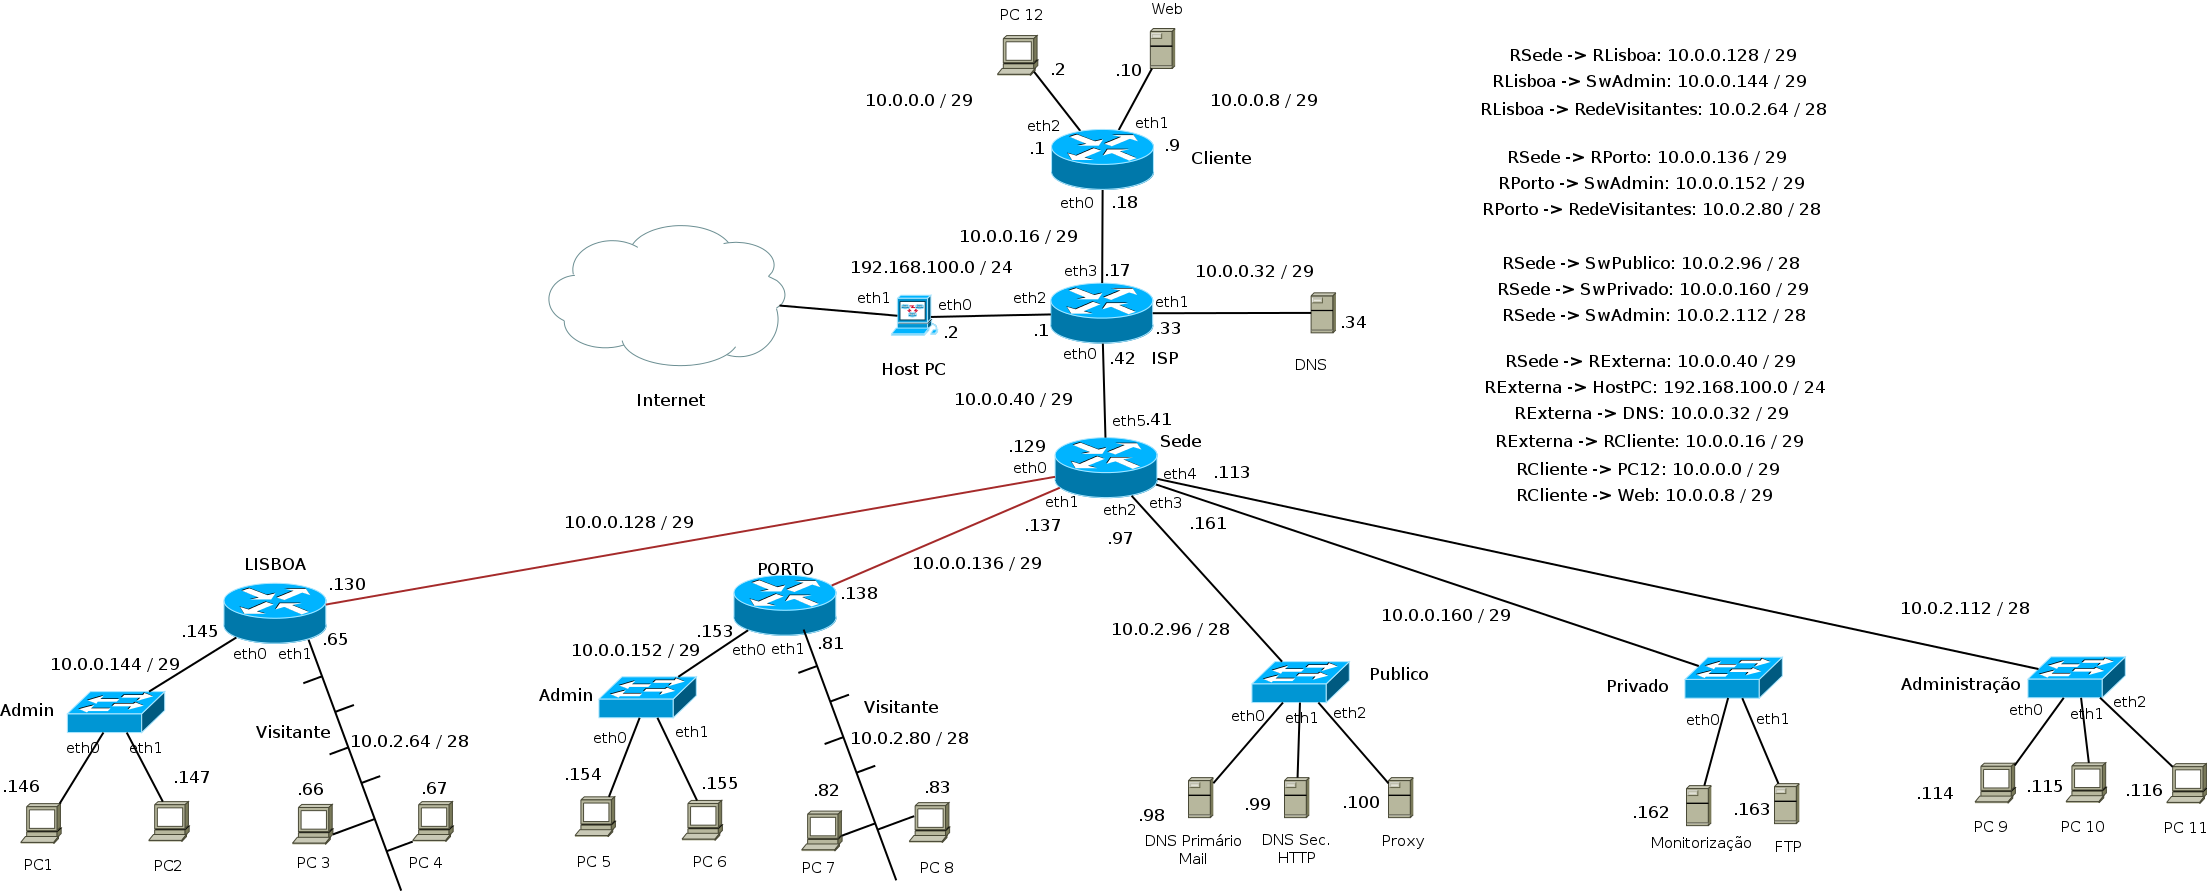 PC 12
Web
.2
.10
10.0.0.0 / 29
10.0.0.8 / 29
eth2
eth1
.1
.9
Cliente
eth0
.18
10.0.0.16 / 29
192.168.100.0 / 24
eth3
.17
10.0.0.32 / 29
eth1
eth0
eth2
eth1
.2
.1
.33
.34
Host PC
eth0
.42
ISP
DNS
Internet
10.0.0.40 / 29
eth5
.41
Sede
.129
eth0
eth4
.113
eth1
eth2
eth3
.137
.97
.161
10.0.0.128 / 29
10.0.0.136 / 29
RSede -> RLisboa: 10.0.0.128 / 29
RLisboa -> SwAdmin: 10.0.0.144 / 29
RLisboa -> RedeVisitantes: 10.0.2.64 / 28
RSede -> RPorto: 10.0.0.136 / 29
RPorto -> SwAdmin: 10.0.0.152 / 29
RPorto -> RedeVisitantes: 10.0.2.80 / 28
RSede -> SwPublico: 10.0.2.96 / 28
RSede -> SwPrivado: 10.0.0.160 / 29
RSede -> SwAdmin: 10.0.2.112 / 28
RSede -> RExterna: 10.0.0.40 / 29
RExterna -> HostPC: 192.168.100.0 / 24
RExterna -> DNS: 10.0.0.32 / 29
RExterna -> RCliente: 10.0.0.16 / 29
RCliente -> PC12: 10.0.0.0 / 29
RCliente -> Web: 10.0.0.8 / 29
LISBOA
.130
.145
.65
eth0
eth1
10.0.0.144 / 29
Admin
eth0
eth1
Visitante
10.0.2.64 / 28
.146
.147
.66
.67
PC1
PC2
PC 3
PC 4
PORTO
.138
.153
.81
eth0
eth1
10.0.0.152 / 29
Admin
eth0
eth1
Visitante
10.0.2.80 / 28
.154
.155
.82
.83
PC 5
PC 6
PC 7
PC 8
10.0.2.96 / 28
10.0.0.160 / 29
10.0.2.112 / 28
Publico
eth0
eth1
eth2
.98
.99
.100
DNS Primário
Mail
DNS Sec.
HTTP
Proxy
Privado
eth0
eth1
.162
.163
Monitorização
FTP
Administração
eth0
eth1
eth2
.114
.115
.116
PC 9
PC 10
PC 11